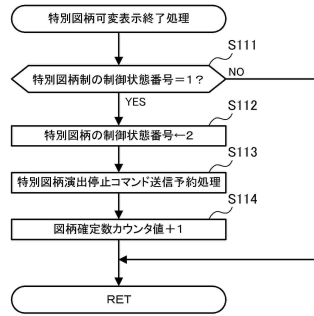 特別図柄可変表示終了処理
S111
特別図柄制の制御状態番号＝1？
NO
YES
S112
特別図柄の制御状態番号←2
S113
特別図柄演出停止コマンド送信予約処理
S114
図柄確定数カウンタ値＋1
RET